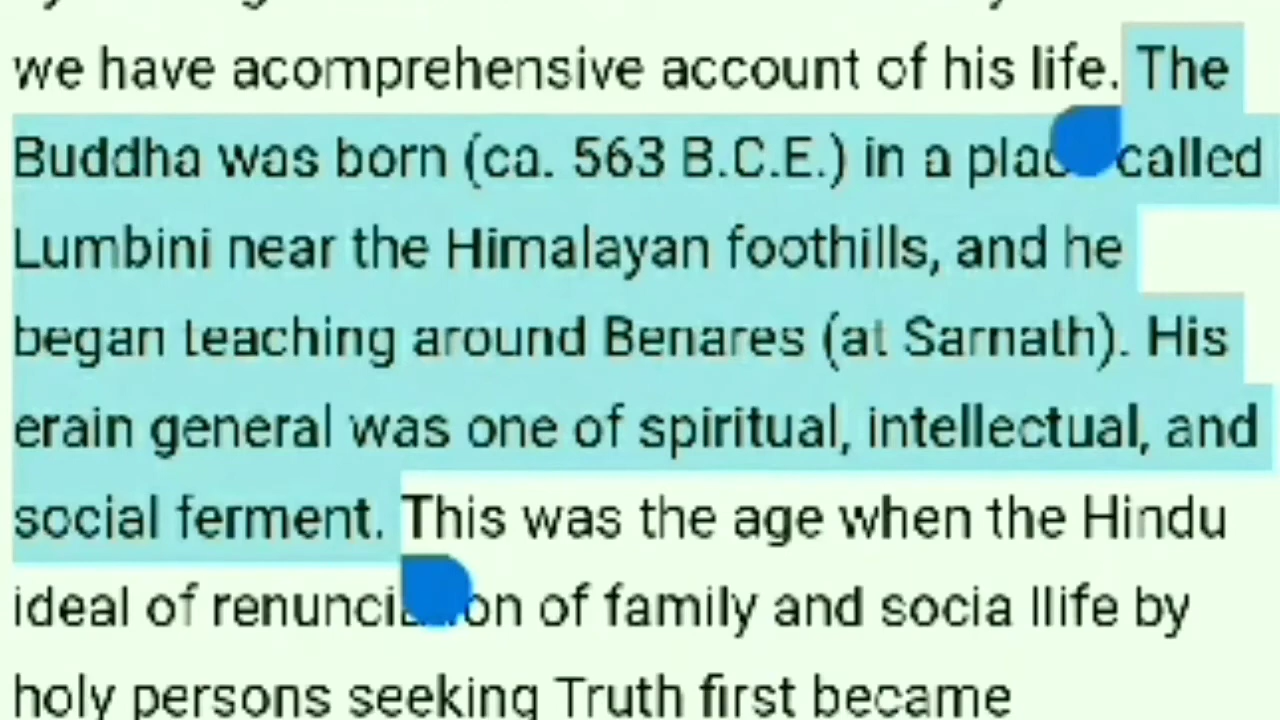 we have acomprehensive account of his life. The
Buddha was born (ca. 563 B.C.E.) in a place called
Lumbini near the Himalayan foothills, and he
began teaching around Benares (at Sarnath). His
erain general was one of spiritual, intellectual, and
social ferment. This was the age when the Hindu
ideal of renunciation of family and socia llife by
holy persons seeking Truth first became